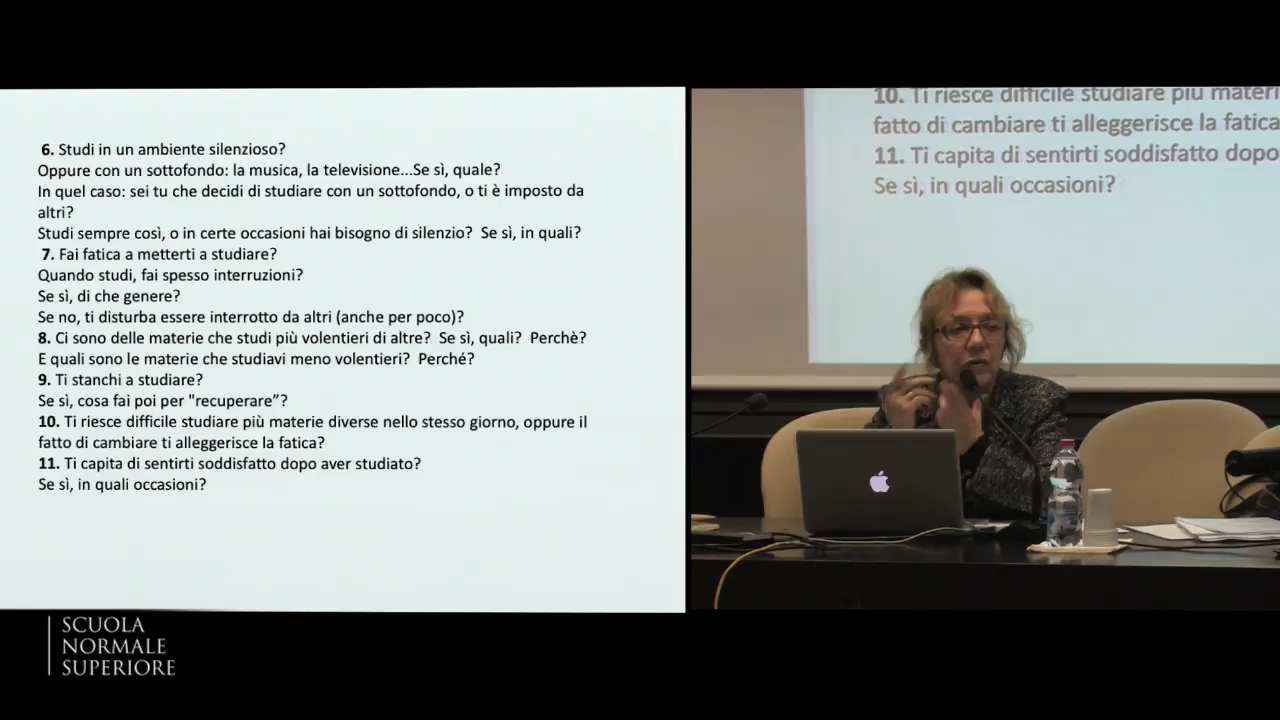 6. Studi in un ambiente silenzioso?
Oppure con un sottofondo: la musica, la televisione...Se sì, quale?
In quel caso: sei tu che decidi di studiare con un sottofondo, o ti è imposto da
altri?
Studi sempre così, o in certe occasioni hai bisogno di silenzio? Se sì, in quali?
7. Fai fatica a metterti a studiare?
Quando studi, fai spesso interruzioni?
Se sì, di che genere?
Se no, ti disturba essere interrotto da altri (anche per poco)?
8. Ci sono delle materie che studi più volentieri di altre? Se sì, quali? Perchè?
E quali sono le materie che studiavi meno volentieri? Perché?
9. Ti stanchi a studiare?
Se sì, cosa fai poi per "recuperare”?
10. Ti riesce difficile studiare più materie diverse nello stesso giorno, oppure il
fatto di cambiare ti alleggerisce la fatica?
11. Ti capita di sentirti soddisfatto dopo aver studiato?
Se sì, in quali occasioni?
10. Ti riesce difficile studiare più materi
fatto di cambiare ti alleggerisce la fatica
11. Ti capita di sentirti soddisfatto dopo
Se sì, in quali occasioni?
SCUOLA
NORMALE
SUPERIORE